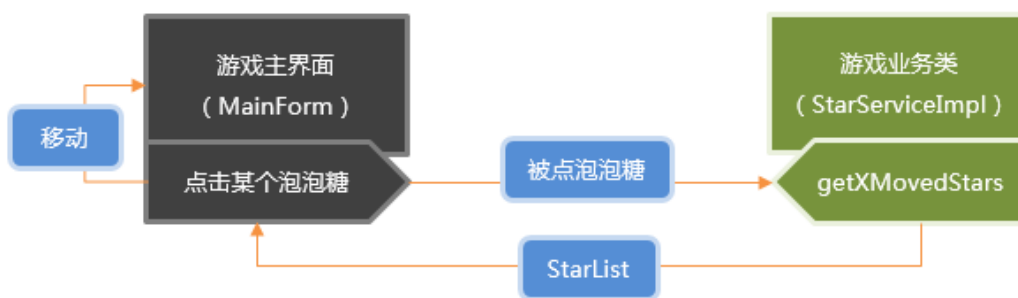 游戏主界面
（MainForm）
移动
点击某个泡泡糖
被点泡泡糖
StarList
游戏业务类
（StarServiceImpl）
getXMovedStars